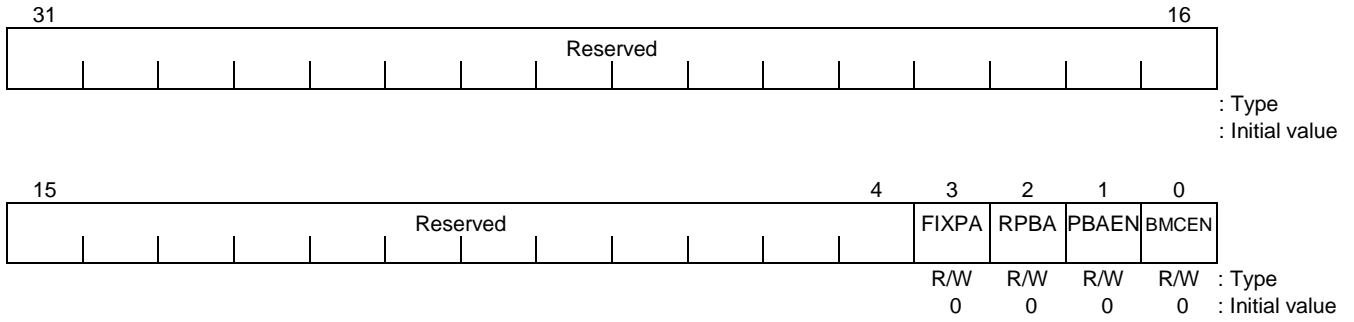 31 16
Reserved
: Type
: Initial value
15 4 3 2 1 0
Reserved FIXPA RPBA PBAEN BMCEN
R/W R/W R/W R/W : Type
0 0 0 0 : Initial value